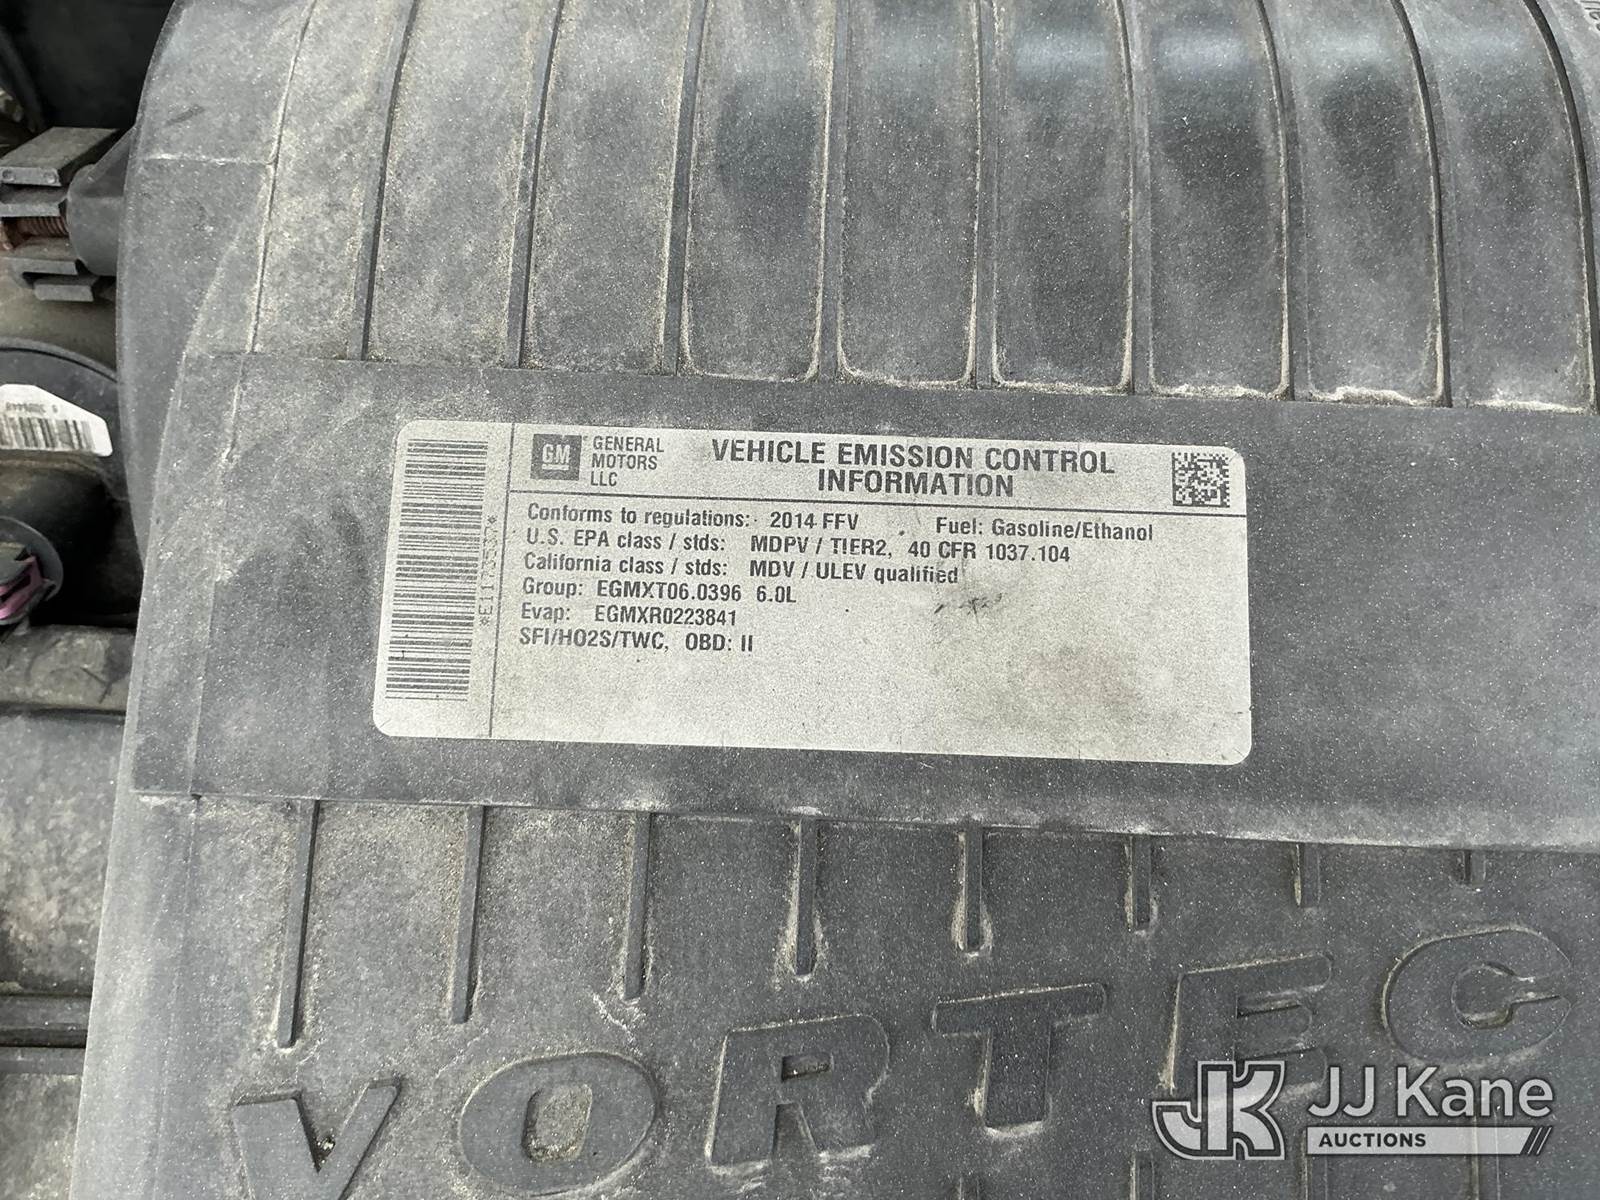 GM
GENERAL
MOTORS
LLC
VEHICLE EMISSION CONTROL
INFORMATION
Conforms to regulations: 2014 FFV Fuel: Gasoline/Ethanol
U.S. EPA class / stds: MDPV / TIER2, 40 CFR 1037.104
California class / stds: MDV / ULEV qualified
Group: EGMXT06.0396 6.0L
Evap: EGMXR0223841
SFI/HO2S/TWC, OBD: II
VORTEC
JK JJ Kane
AUCTIONS